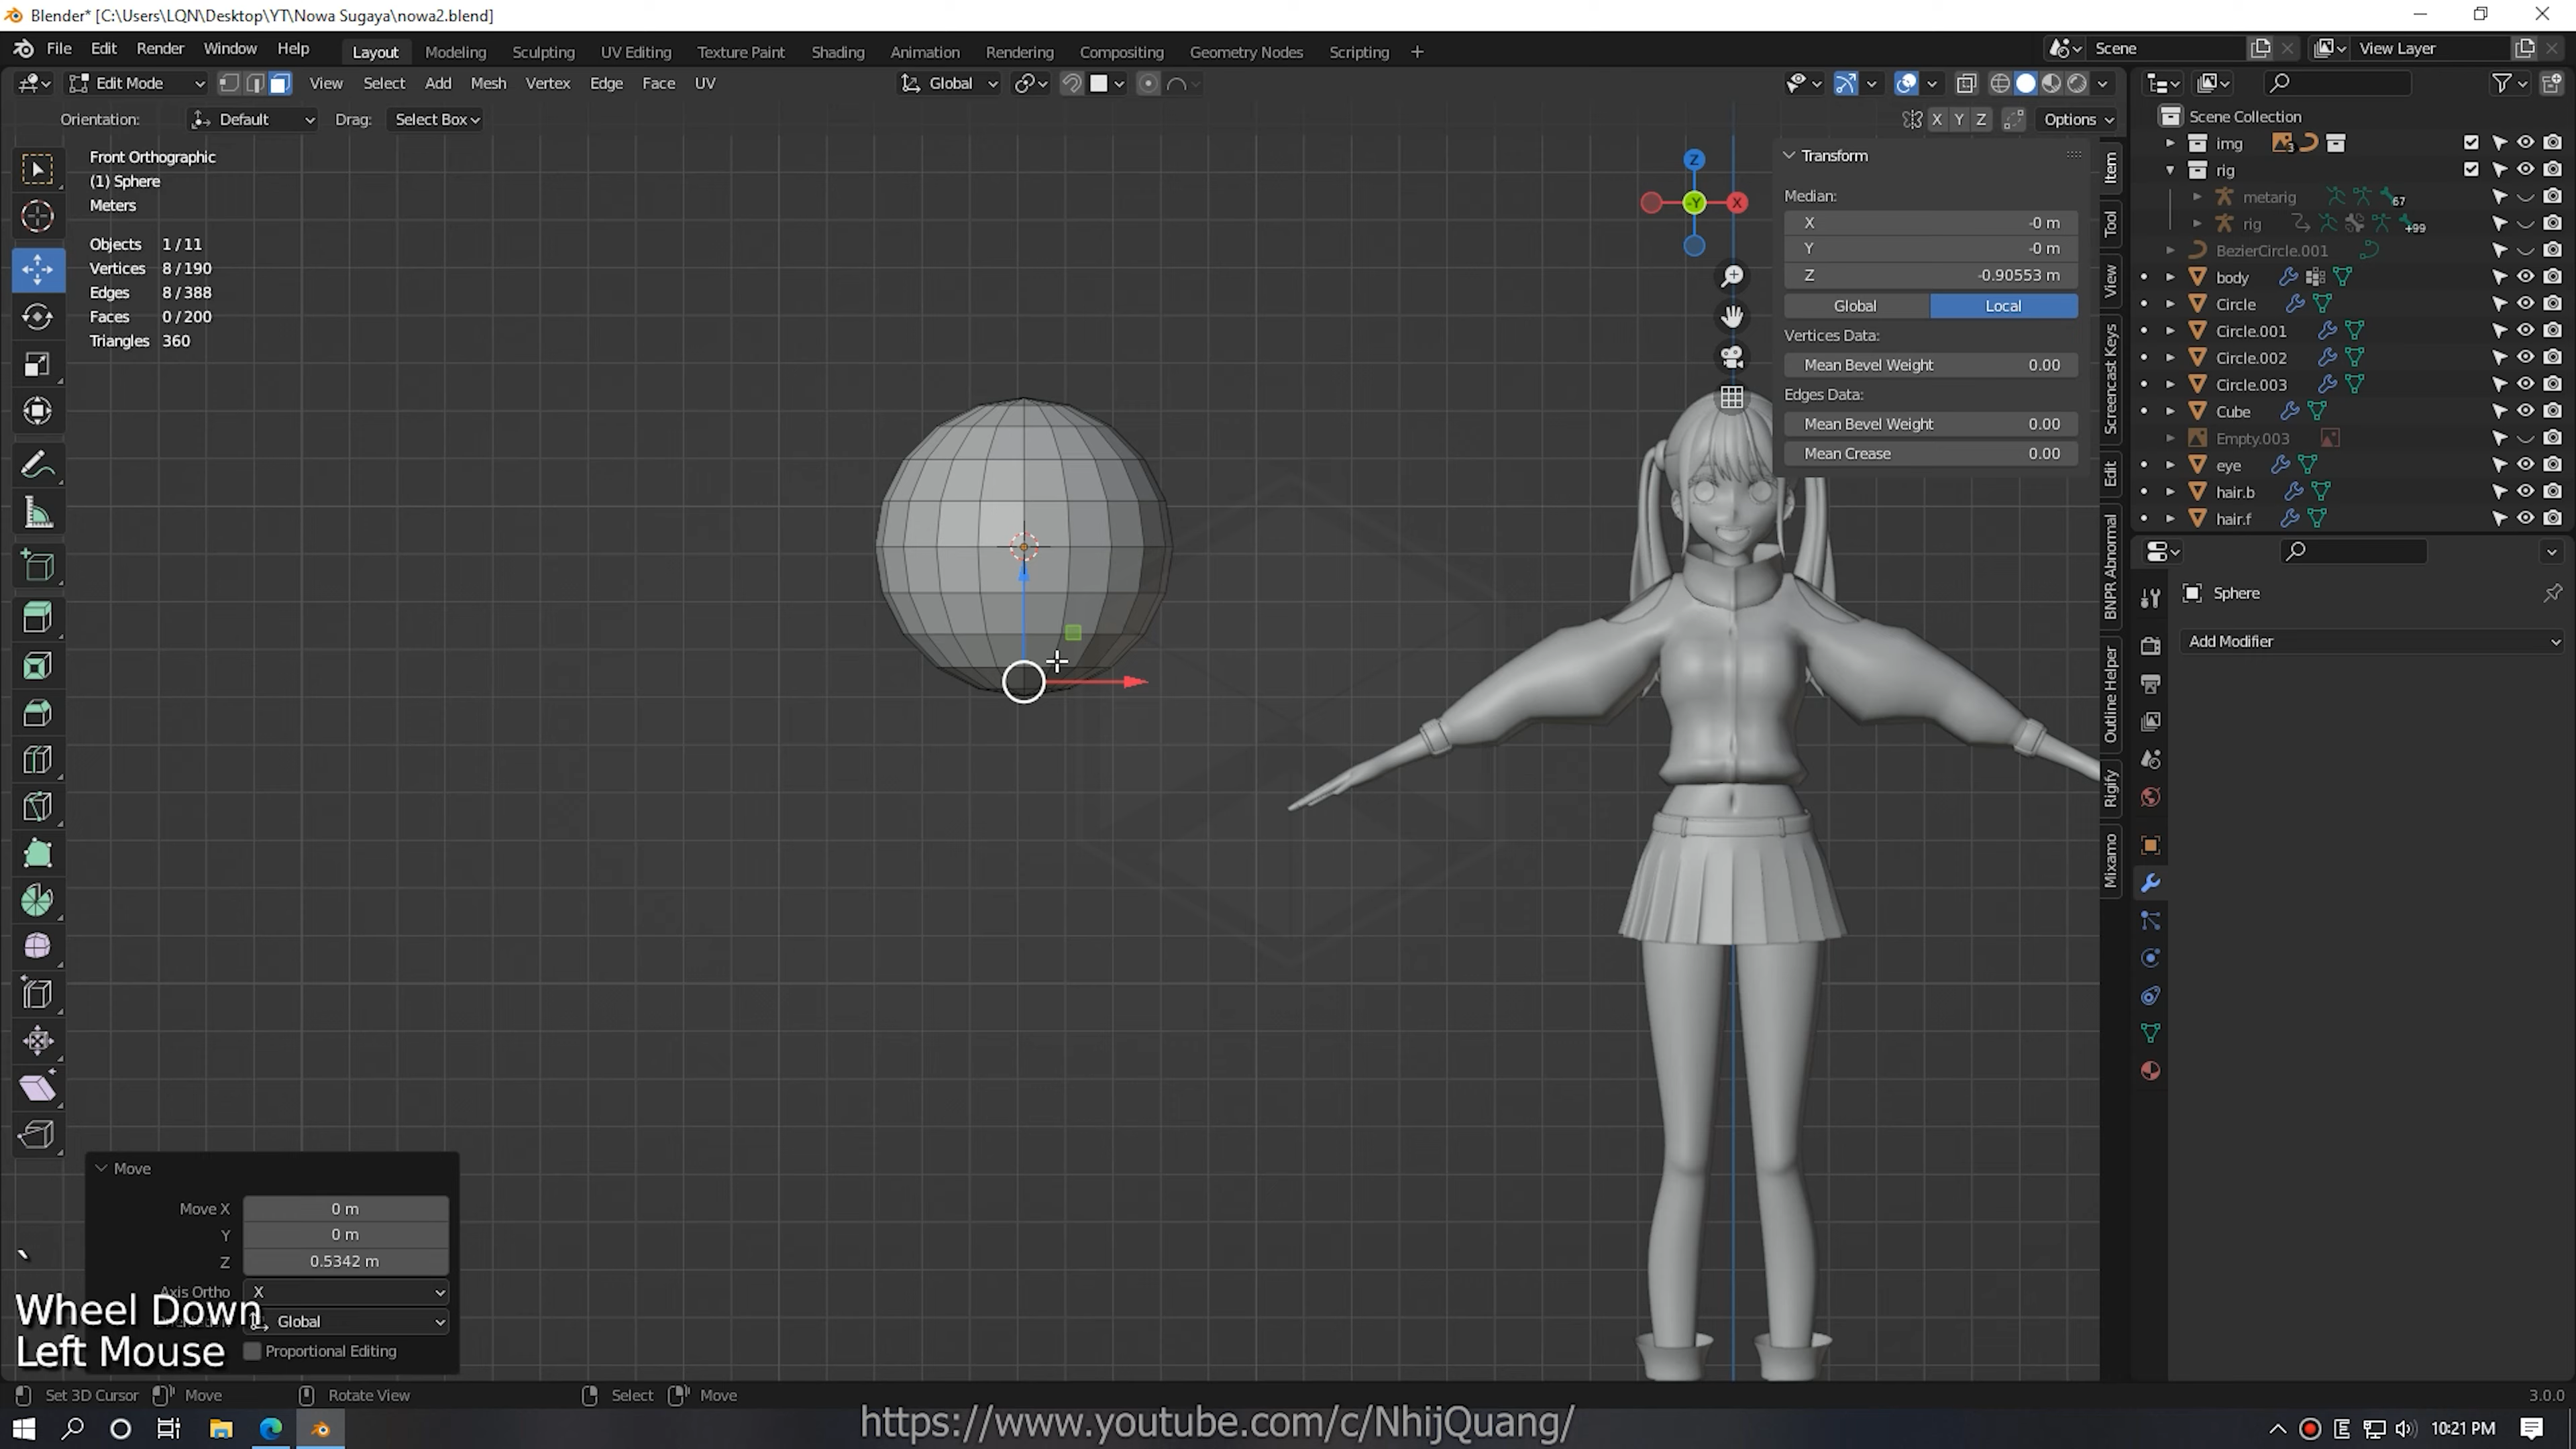 Blender* [C:\Users\LQN\Desktop\YT\Nowa Sugaya\nowa2.blend]
File Edit Render Window Help Layout Modeling Sculpting UV Editing Texture Paint Shading Animation Rendering Compositing Geometry Nodes Scripting + Scene View Layer
Edit Mode View Select Add Mesh Vertex Edge Face UV Global
Orientation: Default Drag: Select Box X Y Z Options
Front Orthographic
(1) Sphere
Meters
Objects 1/11
Vertices 8/190
Edges 8/388
Faces 0/200
Triangles 360
Z
-Y
X
Transform
Median:
X -0 m
Y -0 m
Z -0.90553 m
Global Local
Vertices Data:
Mean Bevel Weight 0.00
Edges Data:
Mean Bevel Weight 0.00
Mean Crease 0.00
Item
Tool
View
Screencast Keys
Edit
BNPR Abnormal
Outline Helper
Rigify
Mixamo
Scene Collection
img 3
rig
metarig 67
rig +99
BezierCircle.001
body
Circle
Circle.001
Circle.002
Circle.003
Cube
Empty.003
eye
hair.b
hair.f
Sphere
Add Modifier
Move
Move X 0 m
Y 0 m
Z 0.5342 m
Axis Ortho X
Global
Proportional Editing
Wheel Down
Left Mouse
Set 3D Cursor Move Rotate View Select Move 3.0.0
https://www.youtube.com/c/NhijQuang/
10:21 PM